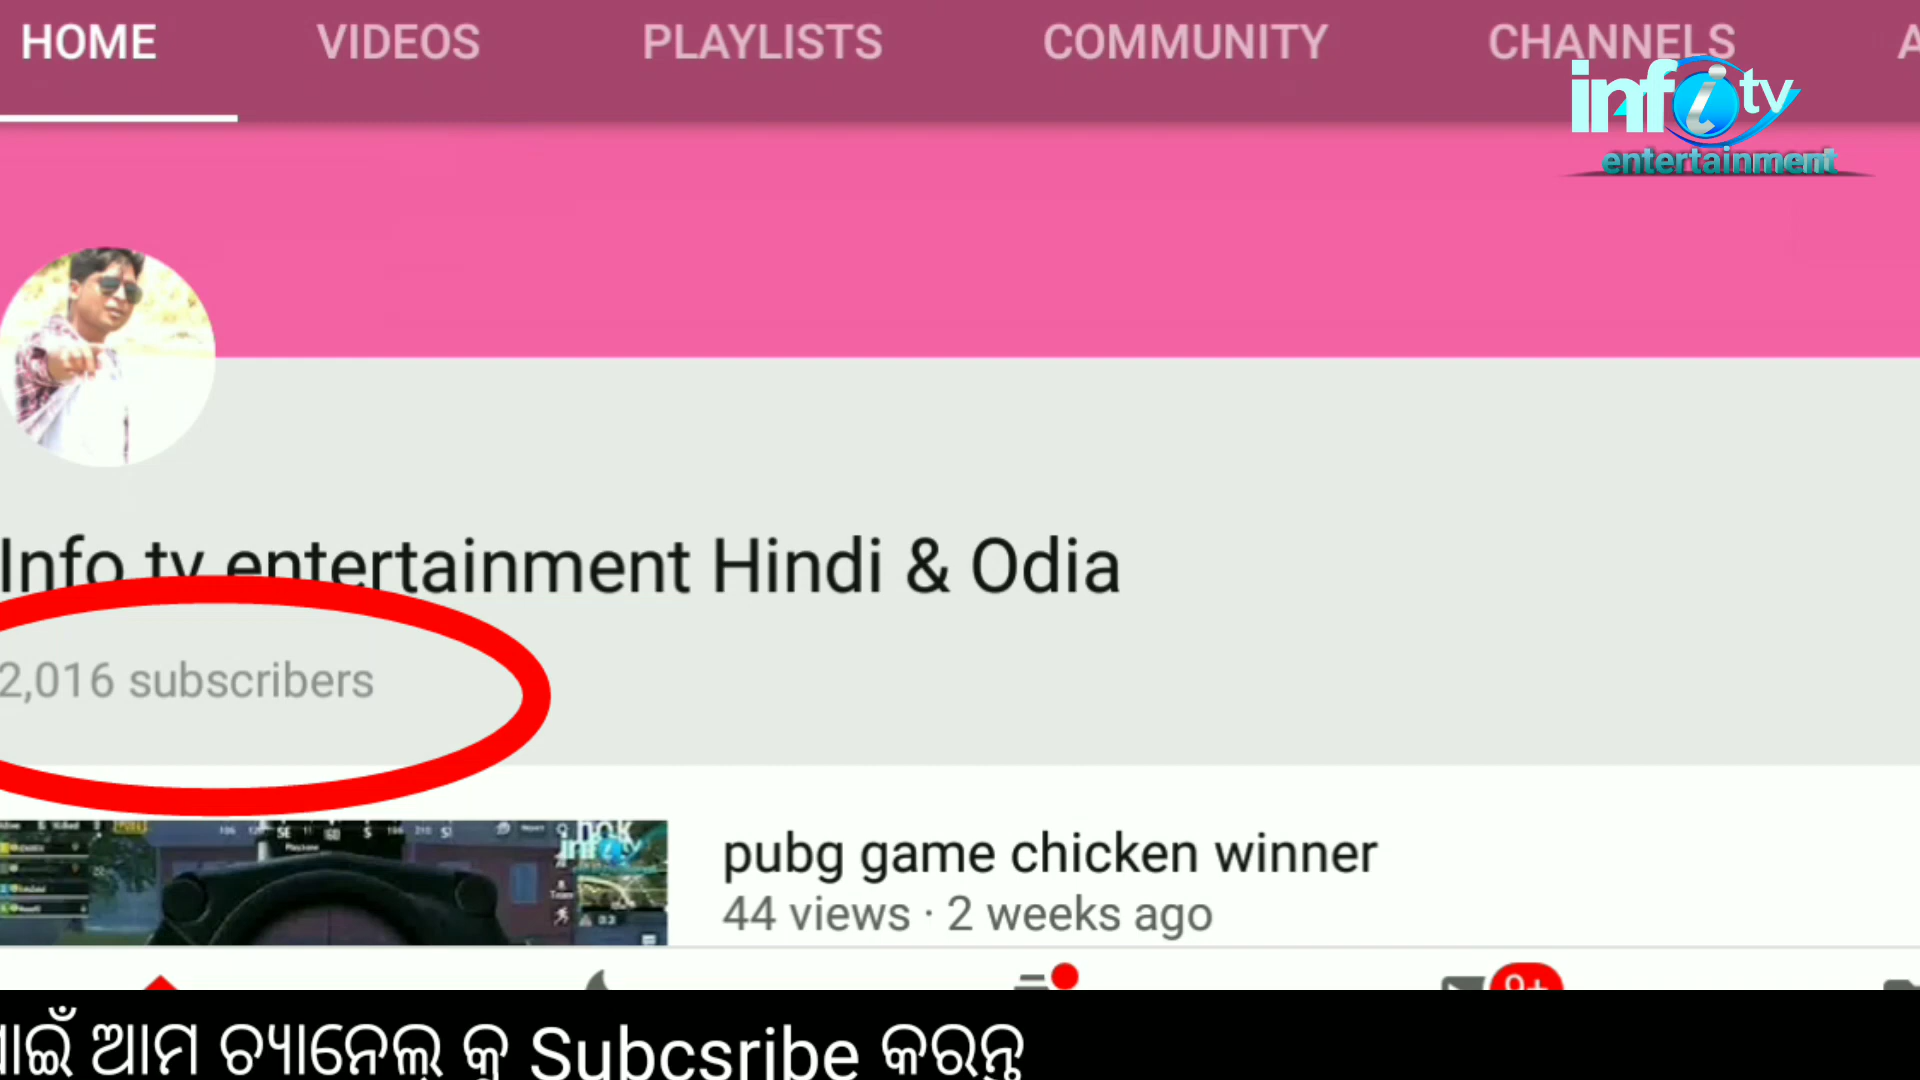 HOME VIDEOS PLAYLISTS COMMUNITY CHANNELS A
info i tv
entertainment
Info tv entertainment Hindi & Odia
2,016 subscribers
pubg game chicken winner
44 views · 2 weeks ago
9+
ଆମ ଚ୍ୟାନେଲ୍ କୁ Subcsribe କରନ୍ତୁ